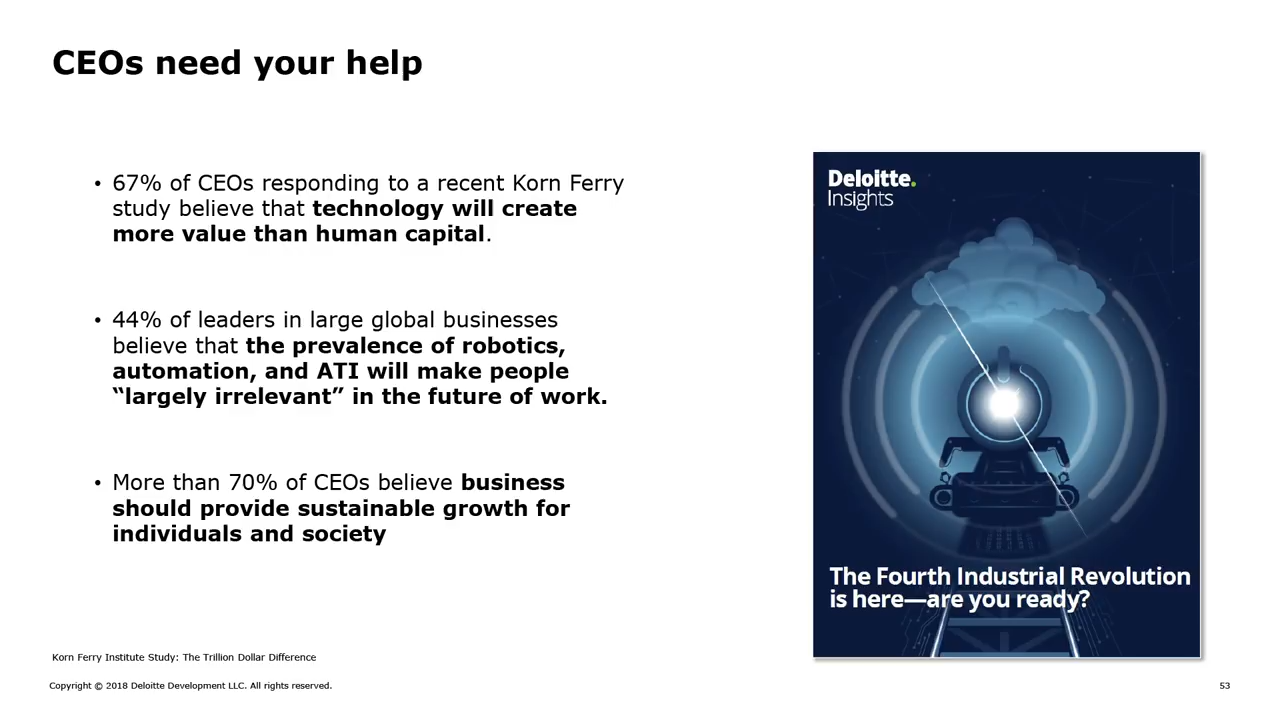 CEOs need your help
• 67% of CEOs responding to a recent Korn Ferry
study believe that technology will create
more value than human capital.
• 44% of leaders in large global businesses
believe that the prevalence of robotics,
automation, and ATI will make people
“largely irrelevant” in the future of work.
• More than 70% of CEOs believe business
should provide sustainable growth for
individuals and society
Deloitte.
Insights
The Fourth Industrial Revolution
is here—are you ready?
Korn Ferry Institute Study: The Trillion Dollar Difference
Copyright © 2018 Deloitte Development LLC. All rights reserved.
53